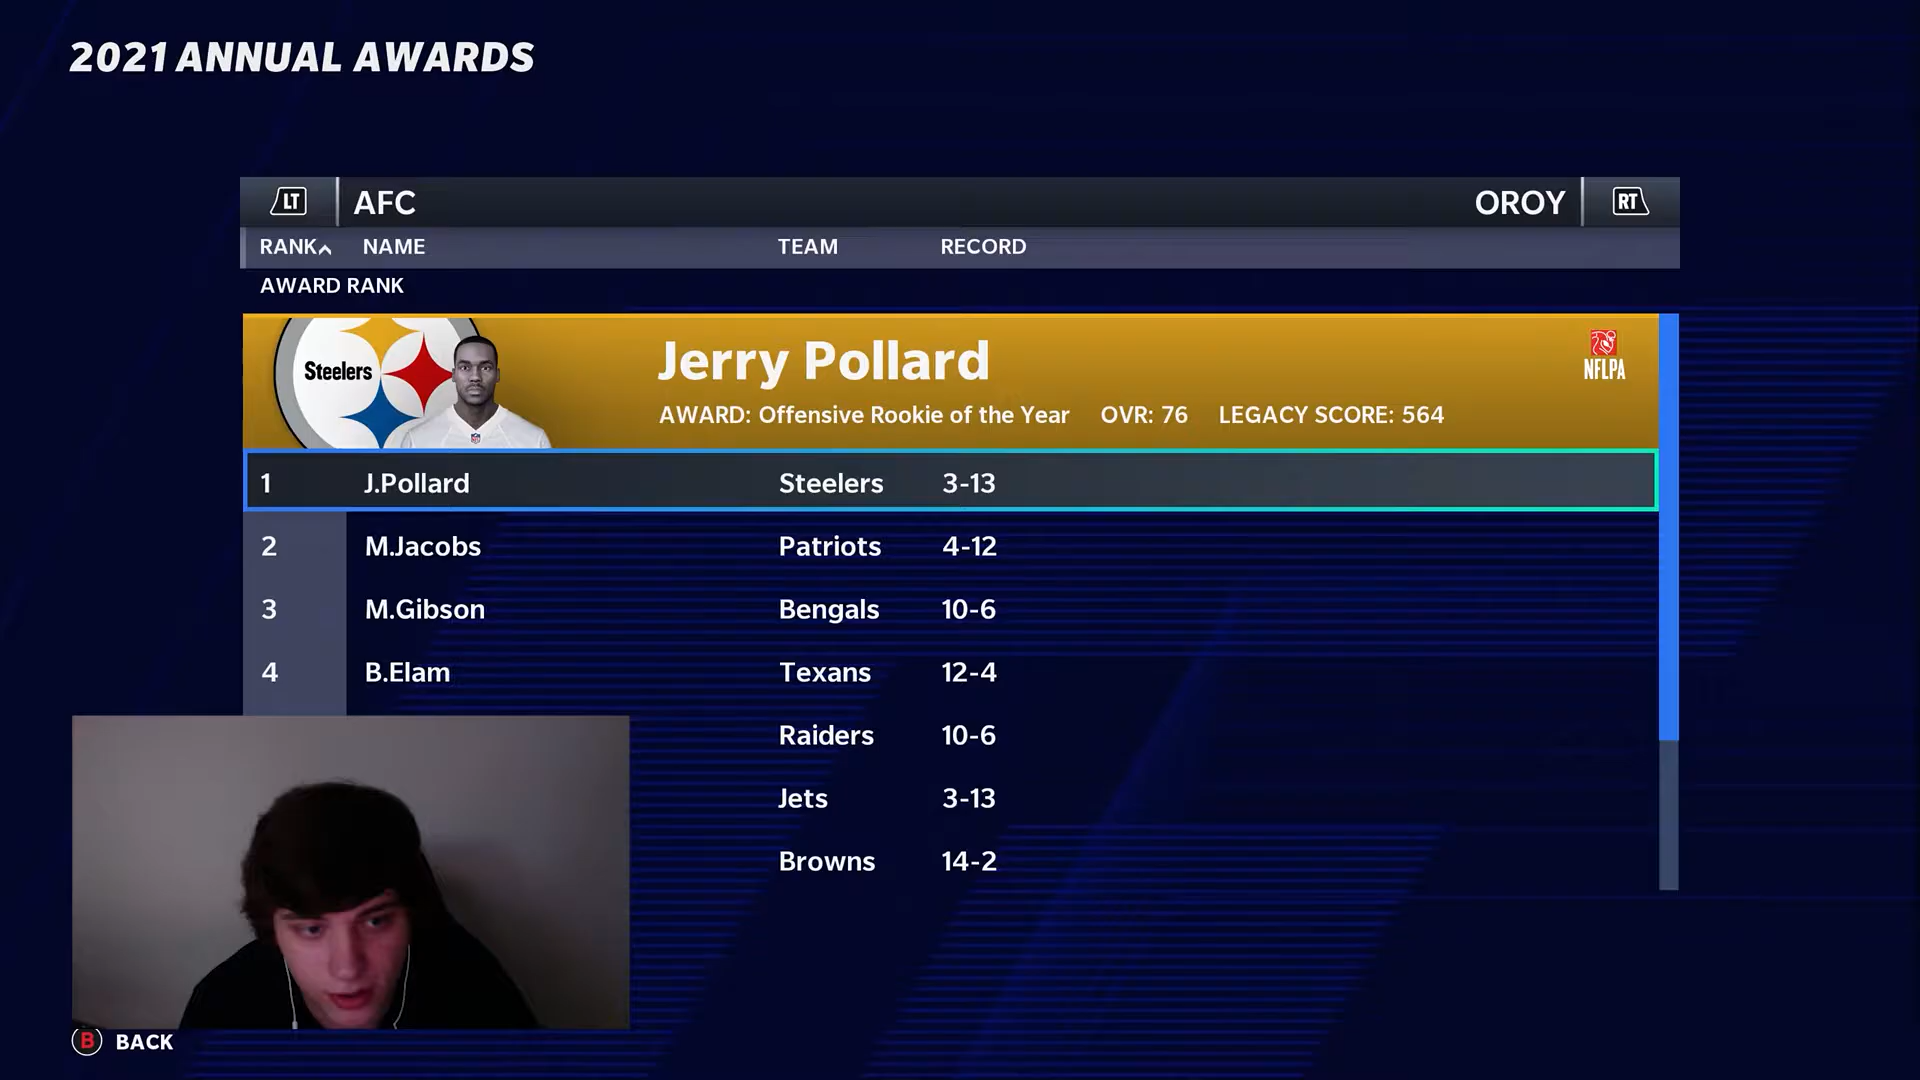 2021 ANNUAL AWARDS
LT AFC OROY RT
RANK NAME TEAM RECORD
AWARD RANK
Steelers
Jerry Pollard
NFLPA
AWARD: Offensive Rookie of the Year OVR: 76 LEGACY SCORE: 564
1 J.Pollard Steelers 3-13
2 M.Jacobs Patriots 4-12
3 M.Gibson Bengals 10-6
4 B.Elam Texans 12-4
Raiders 10-6
Jets 3-13
Browns 14-2
B BACK